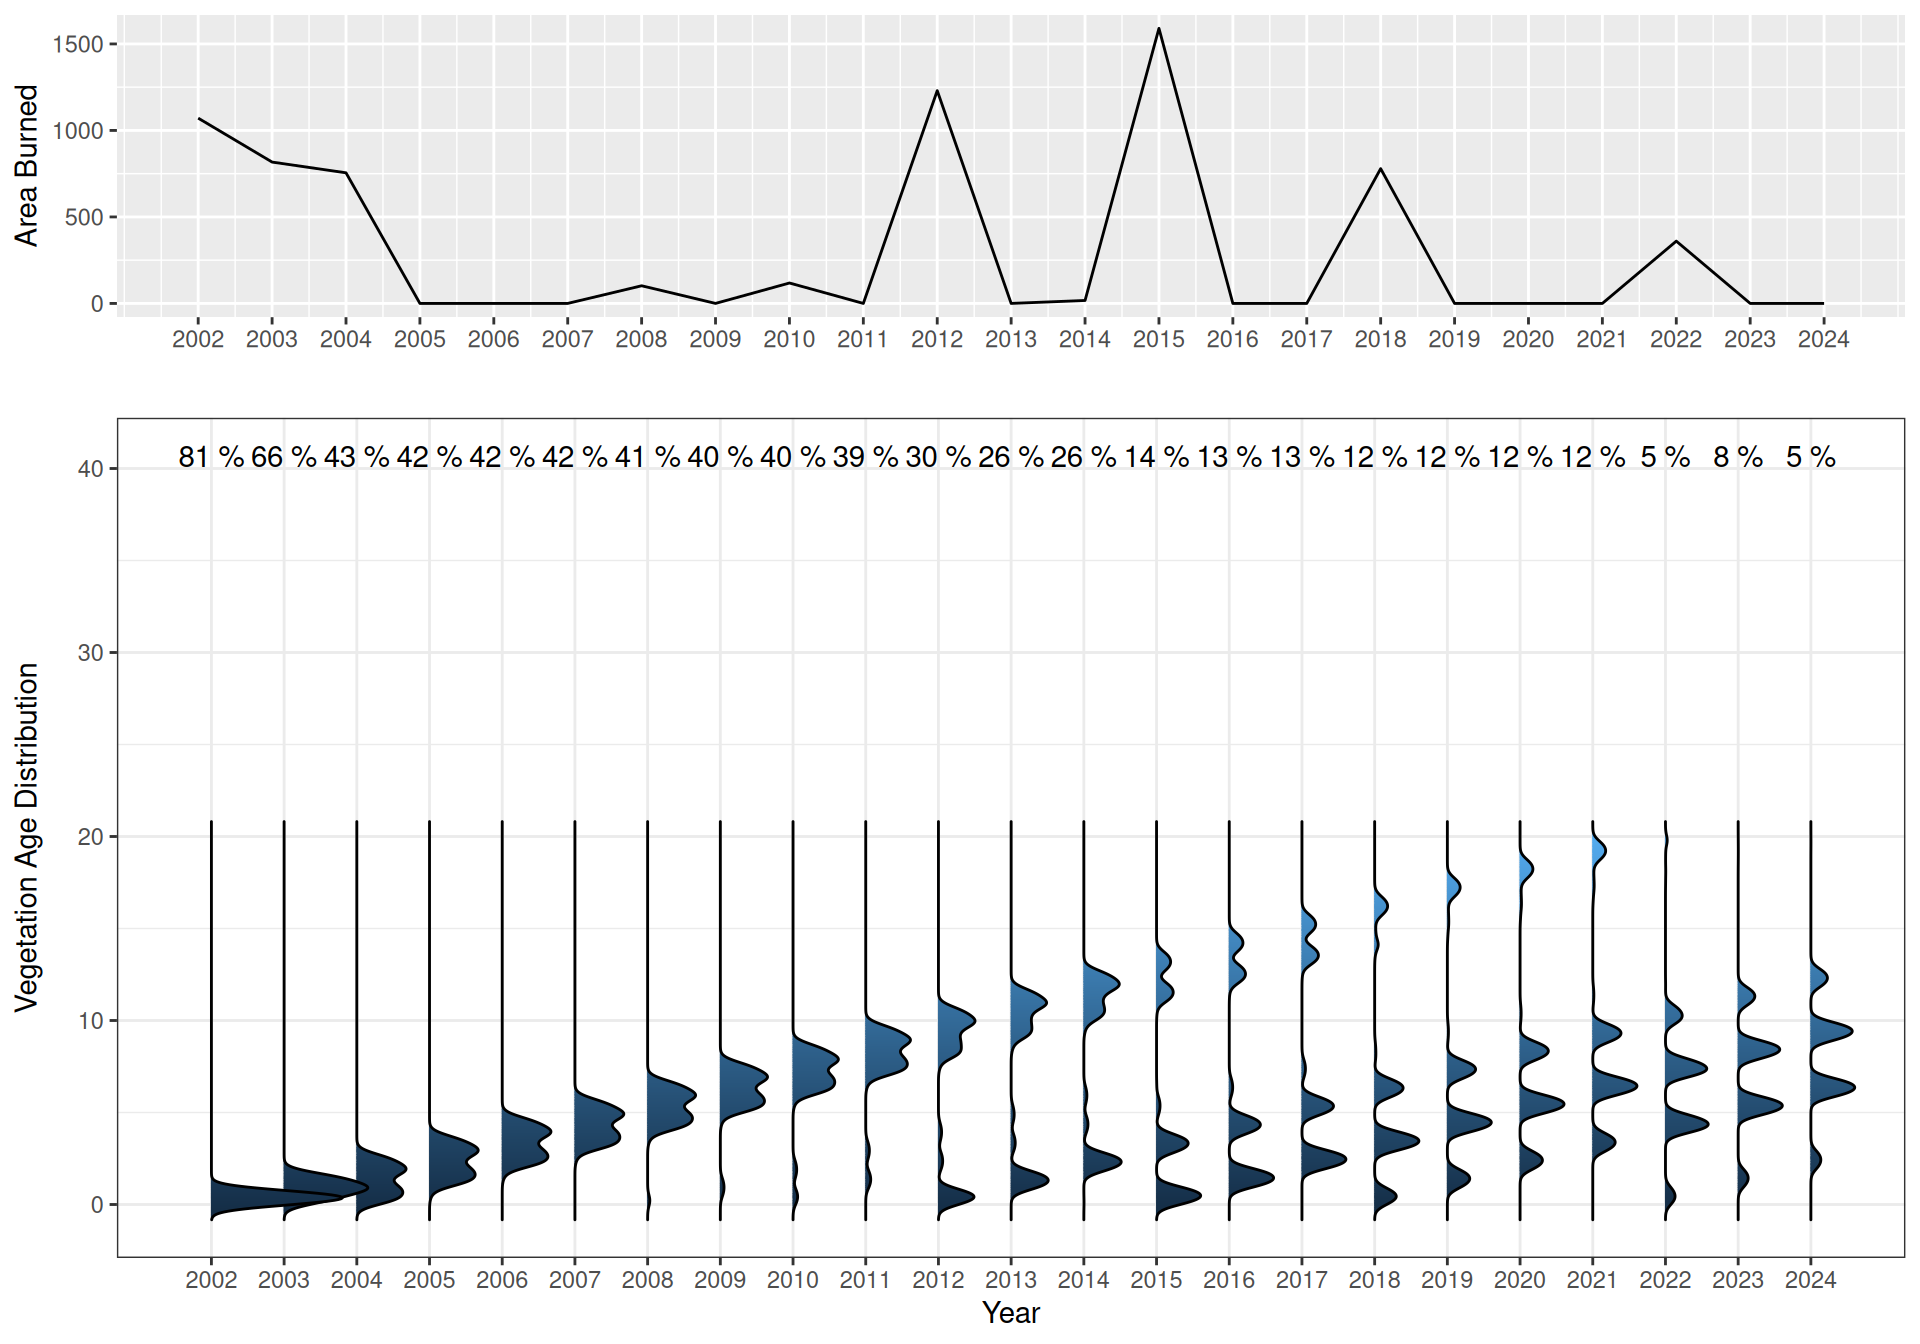 Area Burned
1500
1000
500
0
2002 2003 2004 2005 2006 2007 2008 2009 2010 2011 2012 2013 2014 2015 2016 2017 2018 2019 2020 2021 2022 2023 2024
Vegetation Age Distribution
81 % 66 % 43 % 42 % 42 % 42 % 41 % 40 % 40 % 39 % 30 % 26 % 26 % 14 % 13 % 13 % 12 % 12 % 12 % 12 % 5 % 8 % 5 %
40
30
20
10
0
2002 2003 2004 2005 2006 2007 2008 2009 2010 2011 2012 2013 2014 2015 2016 2017 2018 2019 2020 2021 2022 2023 2024
Year